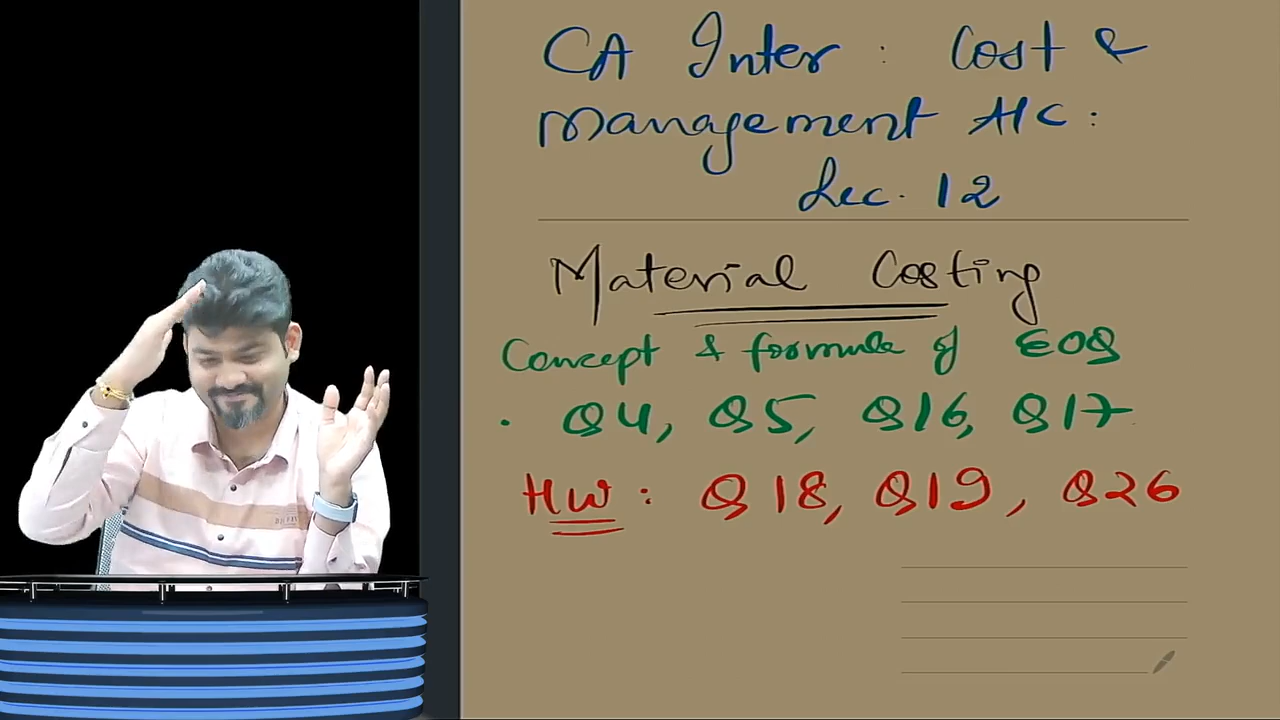 CA Inter : Cost &
Management A/C :
Lec. 12
Material Costing
Concept & formula of EOQ
. Q4, Q5, Q16, Q17
HW : Q18, Q19, Q26